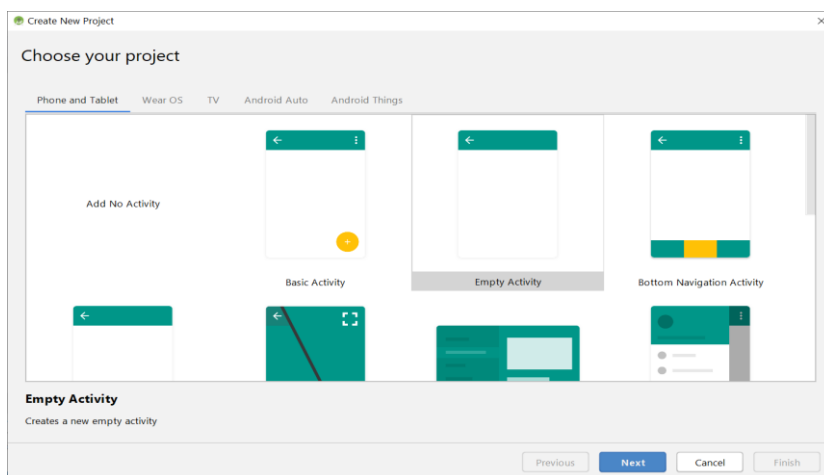 Create New Project
Choose your project
Phone and Tablet Wear OS TV Android Auto Android Things
Add No Activity
Basic Activity Empty Activity Bottom Navigation Activity
Empty Activity
Creates a new empty activity
Previous Next Cancel Finish